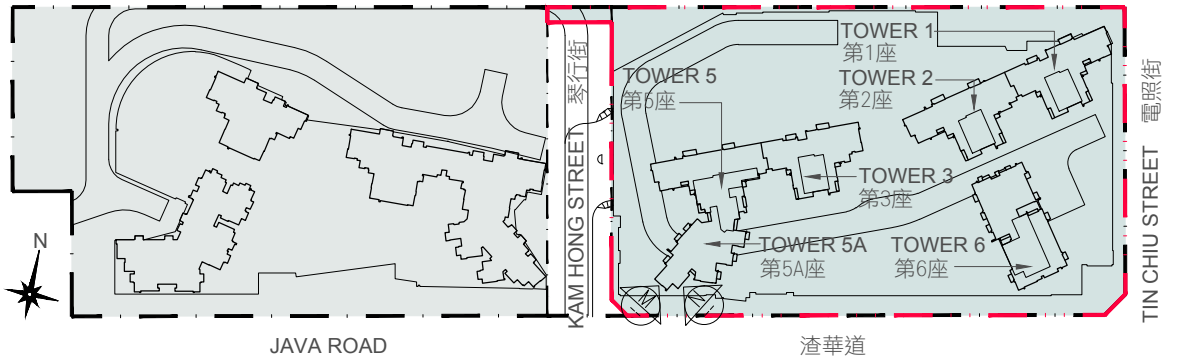 TOWER 1
第1座
TOWER 2
第2座
TOWER 5
第5座
TOWER 3
第3座
TOWER 5A
第5A座
TOWER 6
第6座
KAM HONG STREET 琴行街
TIN CHIU STREET 電照街
N
N
N
JAVA ROAD
渣華道